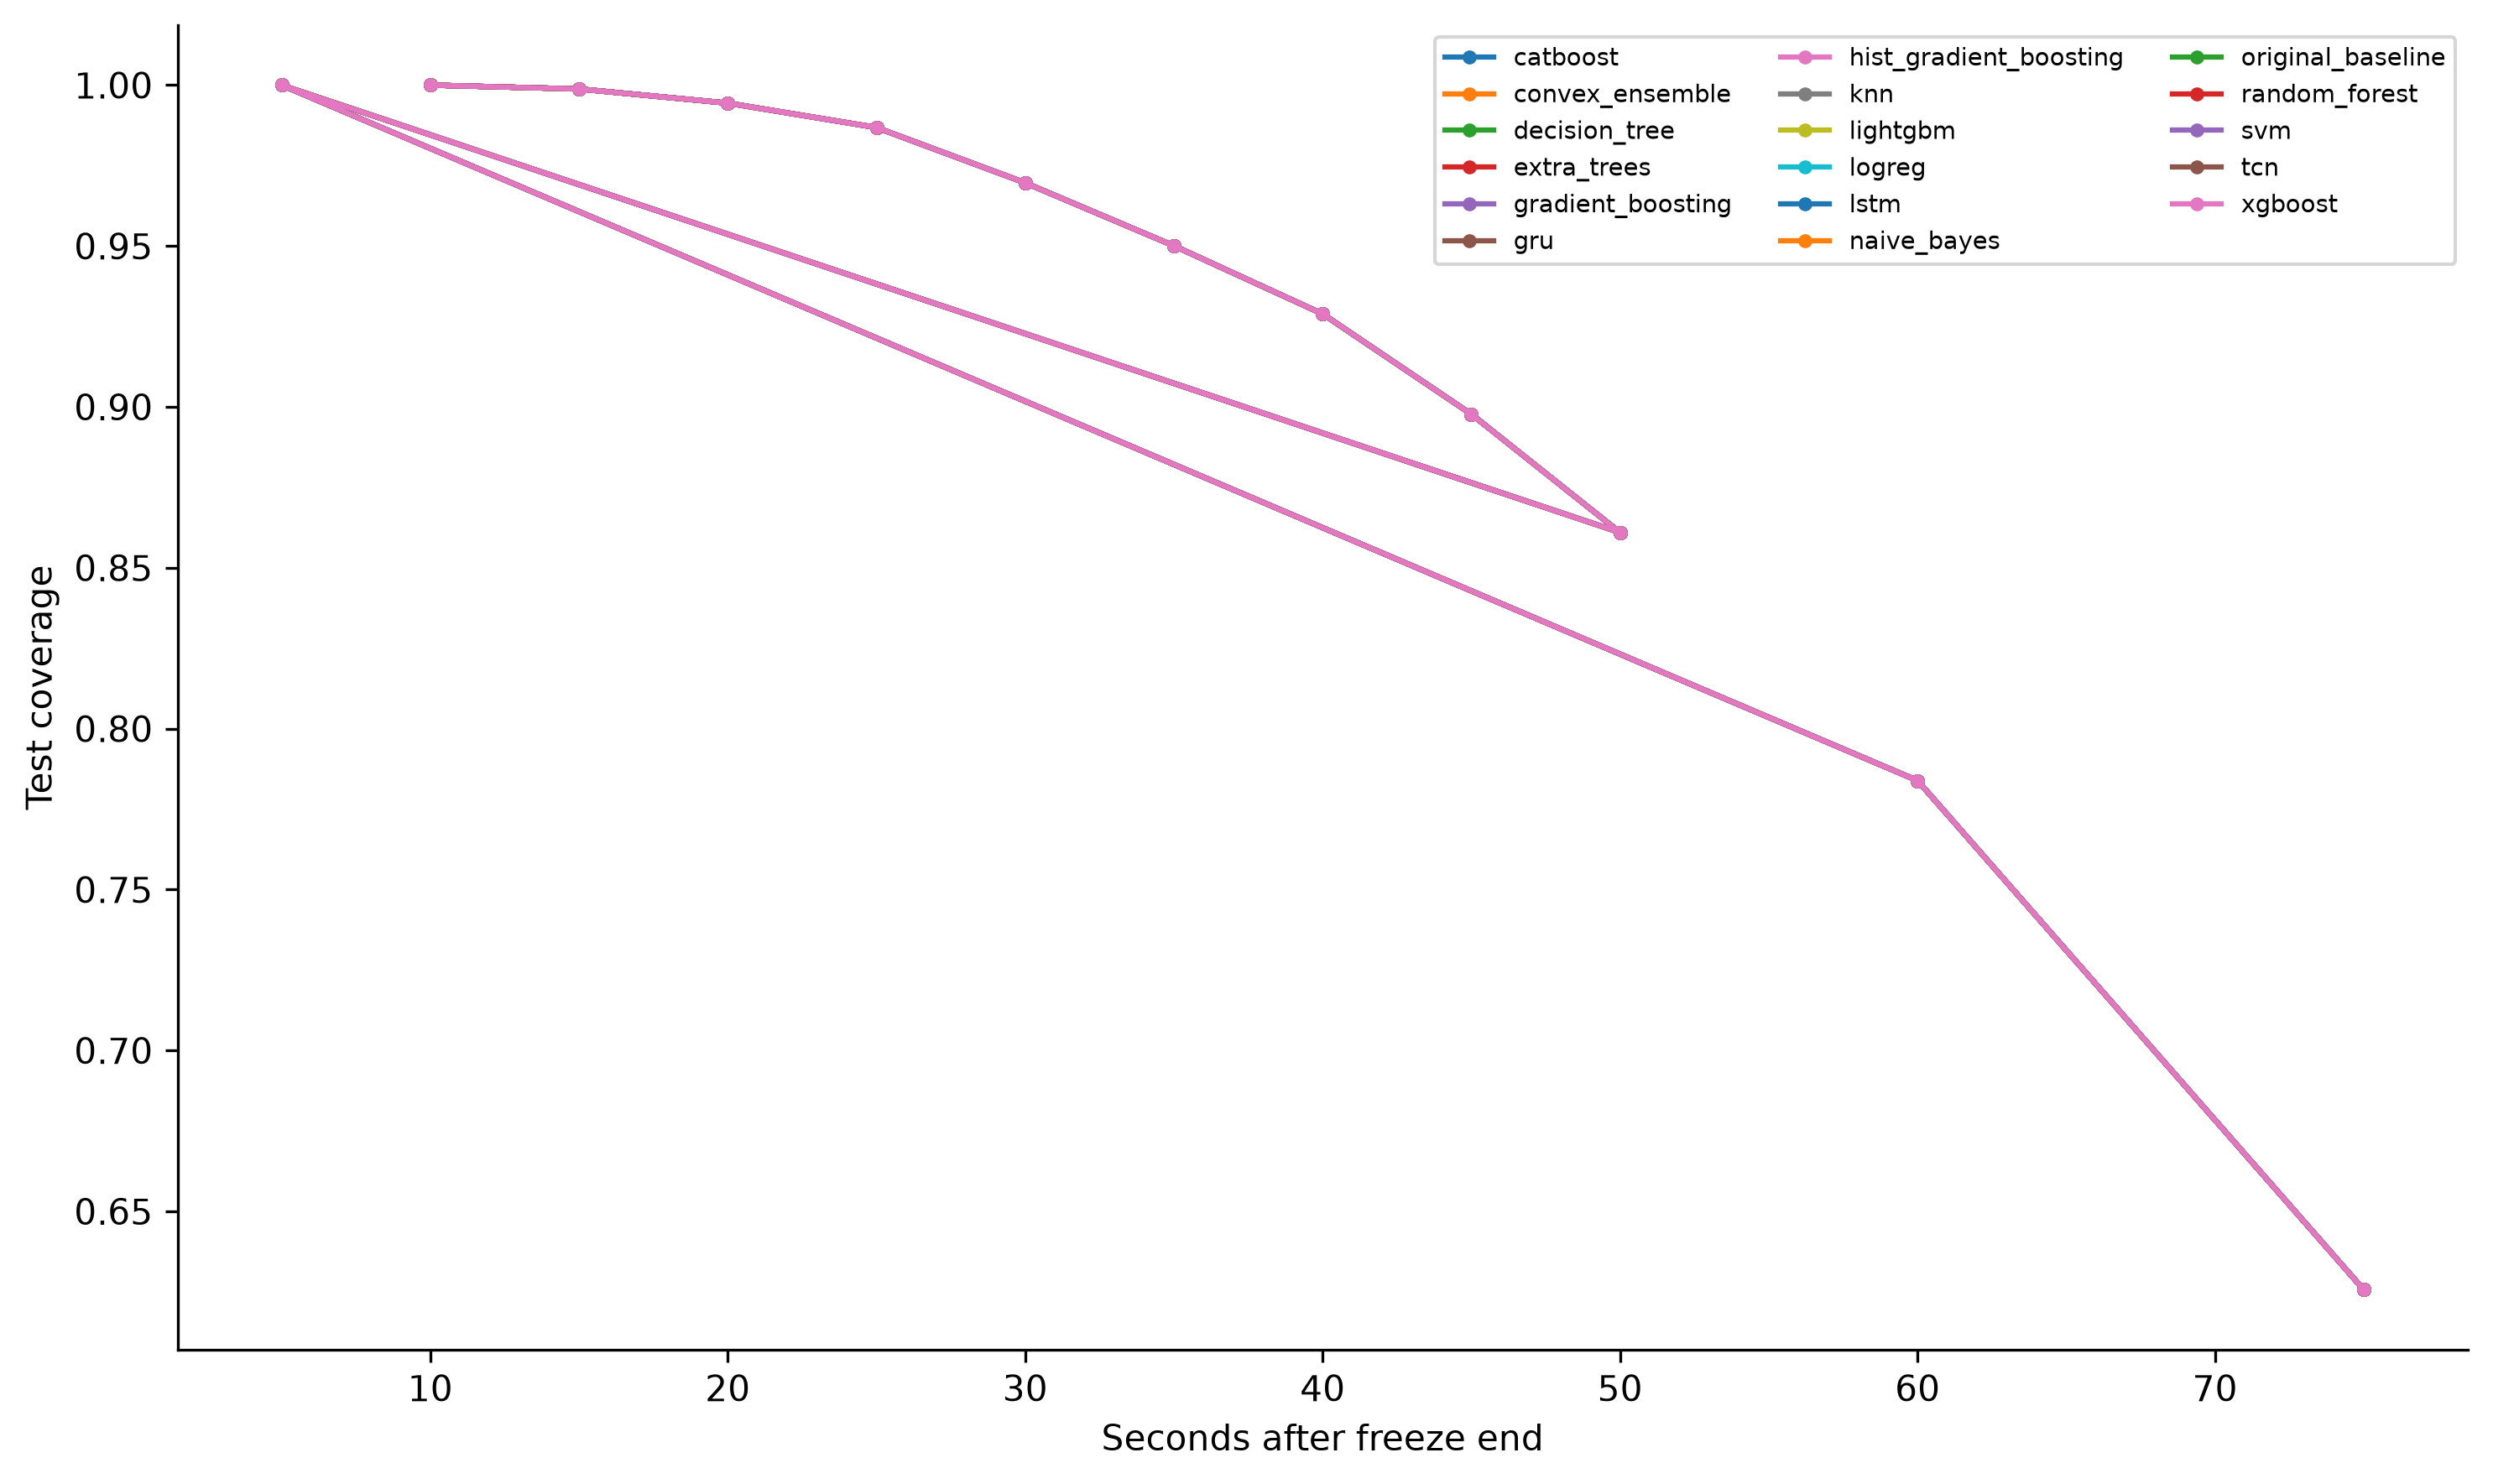 catboost
convex_ensemble
decision_tree
extra_trees
gradient_boosting
gru
hist_gradient_boosting
knn
lightgbm
logreg
lstm
naive_bayes
original_baseline
random_forest
svm
tcn
xgboost
1.00
0.95
0.90
0.85
0.80
0.75
0.70
0.65
Test coverage
10 20 30 40 50 60 70
Seconds after freeze end